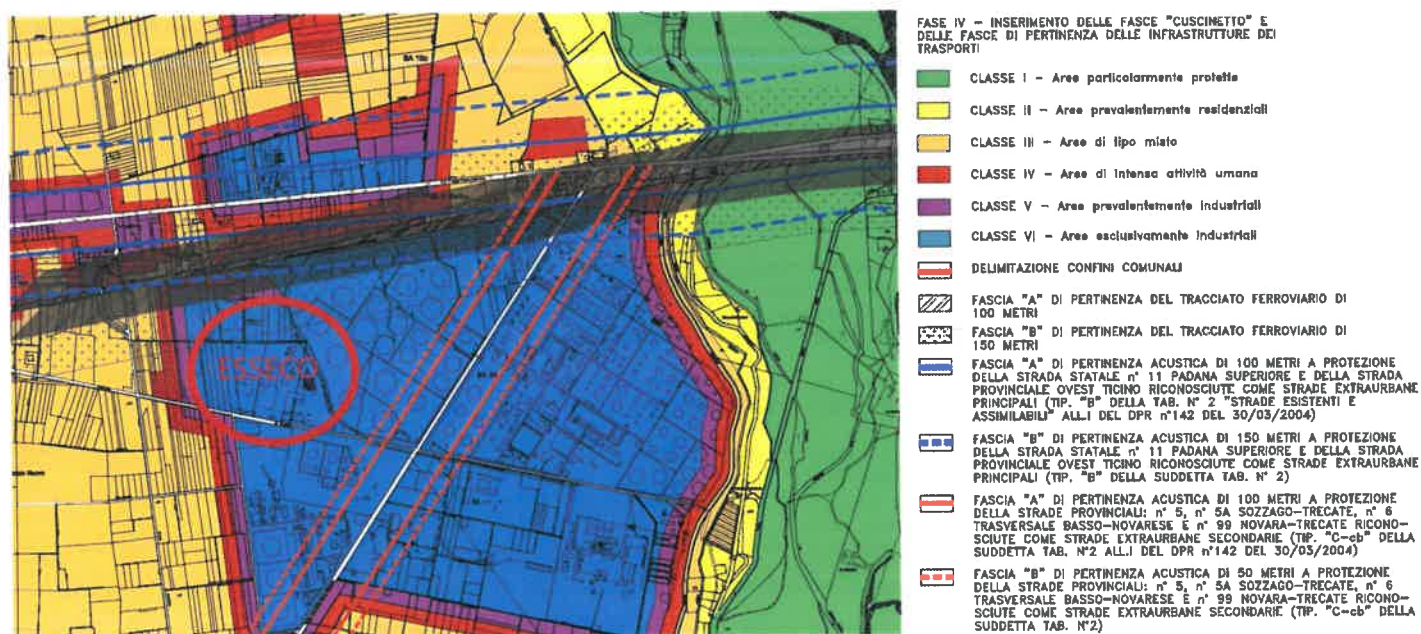 ESSECO
FASE IV - INSERIMENTO DELLE FASCE "CUSCINETTO" E
DELLE FASCE DI PERTINENZA DELLE INFRASTRUTTURE DEI
TRASPORTI
CLASSE I - Aree particolarmente protette
CLASSE II - Aree prevalentemente residenziali
CLASSE III - Aree di tipo misto
CLASSE IV - Aree di intensa attività umana
CLASSE V - Aree prevalentemente industriali
CLASSE VI - Aree esclusivamente industriali
DELIMITAZIONE CONFINI COMUNALI
FASCIA "A" DI PERTINENZA DEL TRACCIATO FERROVIARIO DI
100 METRI
FASCIA "B" DI PERTINENZA DEL TRACCIATO FERROVIARIO DI
150 METRI
FASCIA "A" DI PERTINENZA ACUSTICA DI 100 METRI A PROTEZIONE
DELLA STRADA STATALE n° 11 PADANA SUPERIORE E DELLA STRADA
PROVINCIALE OVEST TICINO RICONOSCIUTE COME STRADE EXTRAURBANE
PRINCIPALI (TIP. "B" DELLA TAB. N° 2 "STRADE ESISTENTI E
ASSIMILABILI" ALL.I DEL DPR n°142 DEL 30/03/2004)
FASCIA "B" DI PERTINENZA ACUSTICA DI 150 METRI A PROTEZIONE
DELLA STRADA STATALE n° 11 PADANA SUPERIORE E DELLA STRADA
PROVINCIALE OVEST TICINO RICONOSCIUTE COME STRADE EXTRAURBANE
PRINCIPALI (TIP. "B" DELLA SUDDETTA TAB. N° 2)
FASCIA "A" DI PERTINENZA ACUSTICA DI 100 METRI A PROTEZIONE
DELLA STRADE PROVINCIALI: n° 5, n° 5A SOZZAGO-TRECATE, n° 6
TRASVERSALE BASSO-NOVARESE E n° 99 NOVARA-TRECATE RICONO-
SCIUTE COME STRADE EXTRAURBANE SECONDARIE (TIP. "C-cb" DELLA
SUDDETTA TAB. N°2 ALL.I DEL DPR n°142 DEL 30/03/2004)
FASCIA "B" DI PERTINENZA ACUSTICA DI 50 METRI A PROTEZIONE
DELLA STRADE PROVINCIALI: n° 5, n° 5A SOZZAGO-TRECATE, n° 6
TRASVERSALE BASSO-NOVARESE E n° 99 NOVARA-TRECATE RICONO-
SCIUTE COME STRADE EXTRAURBANE SECONDARIE (TIP. "C-cb" DELLA
SUDDETTA TAB. N°2)